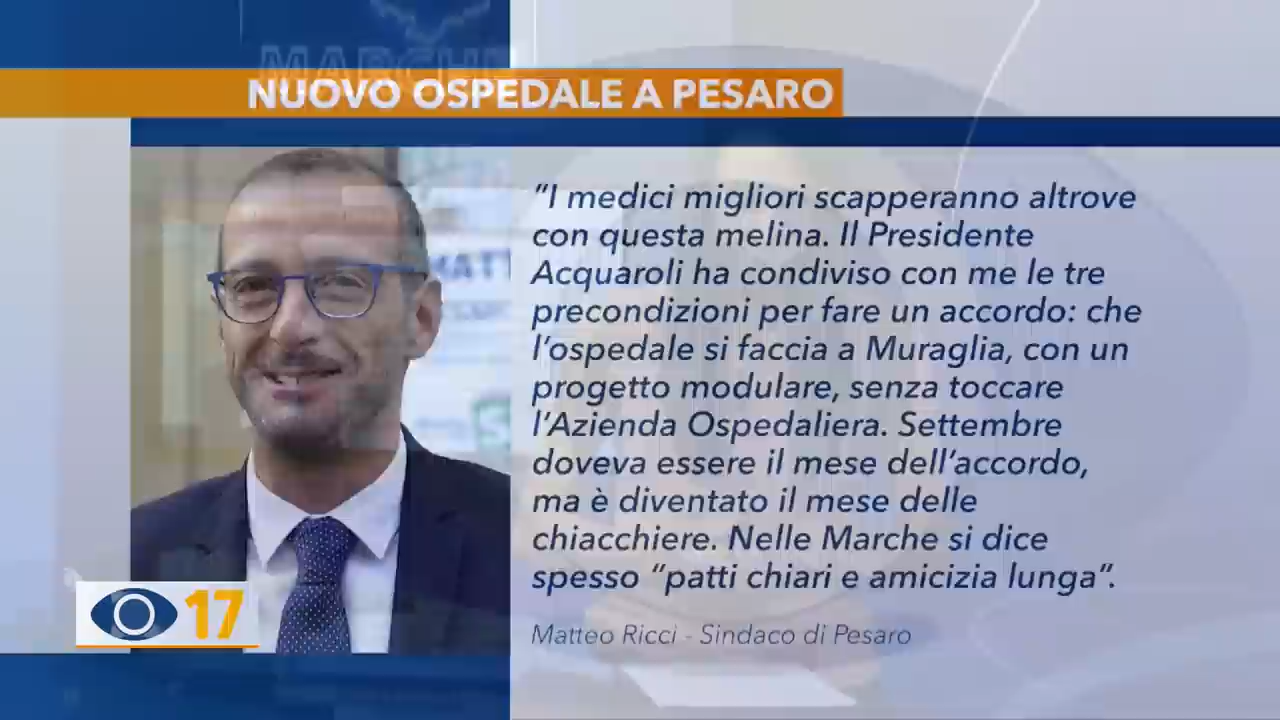 MARCHE
NUOVO OSPEDALE A PESARO
MATT
"I medici migliori scapperanno altrove
con questa melina. Il Presidente
Acquaroli ha condiviso con me le tre
precondizioni per fare un accordo: che
l'ospedale si faccia a Muraglia, con un
progetto modulare, senza toccare
l'Azienda Ospedaliera. Settembre
doveva essere il mese dell'accordo,
ma è diventato il mese delle
chiacchiere. Nelle Marche si dice
spesso "patti chiari e amicizia lunga".
Matteo Ricci - Sindaco di Pesaro
17